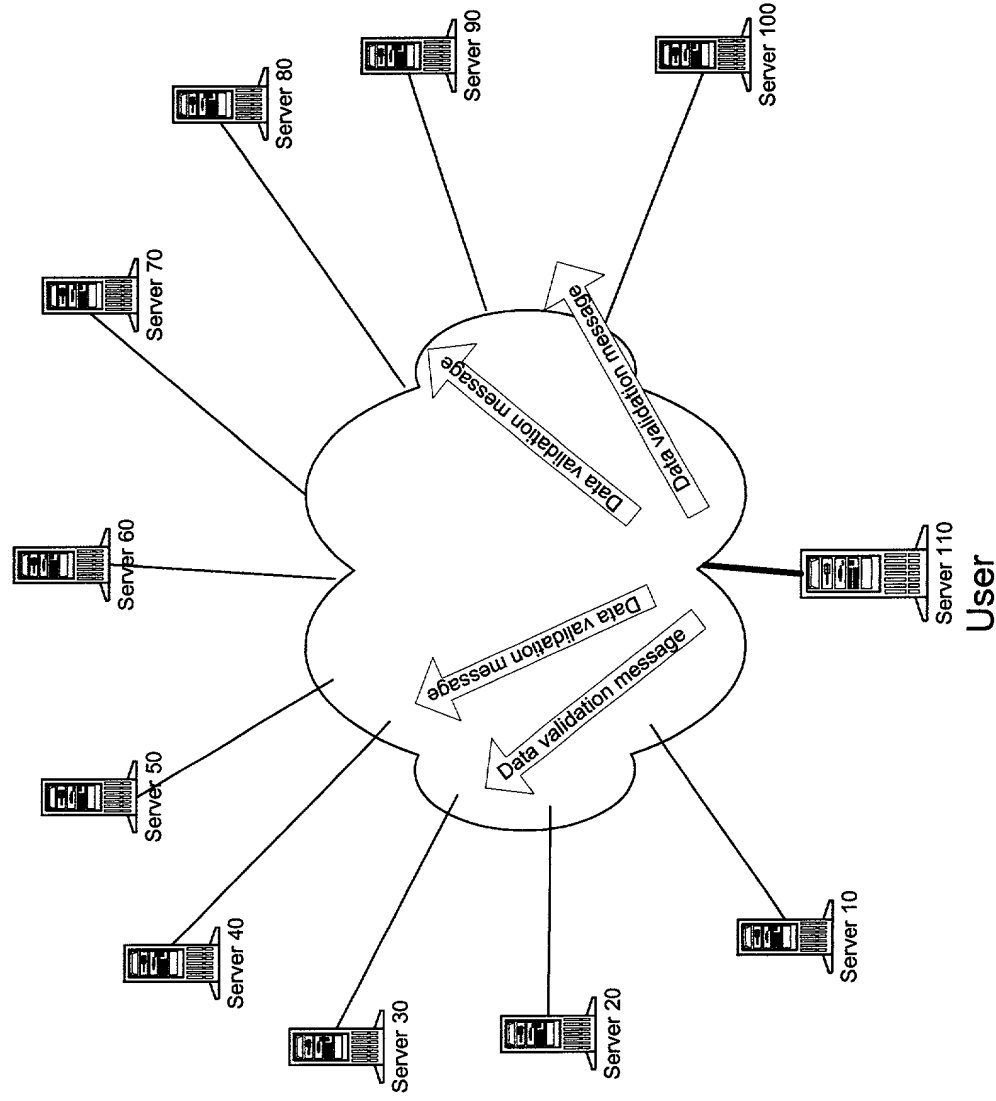 Server 10
Server 20
Server 30
Server 40
Server 50
Server 60
Server 70
Server 80
Server 90
Server 100
Data validation message
Data validation message
Data validation message
Data validation message
Server 110
User